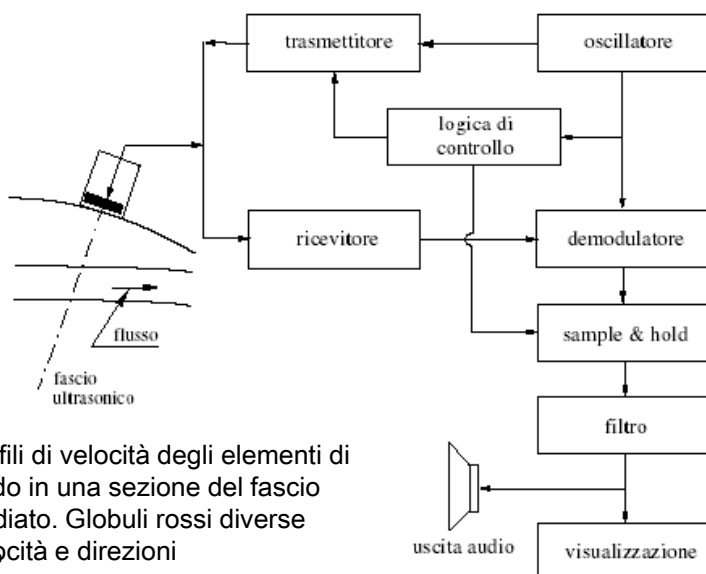 trasmettitore
oscillatore
logica di
controllo
ricevitore
demodulatore
flusso
sample & hold
fascio
ultrasonico
filtro
fili di velocità degli elementi di
do in una sezione del fascio
diato. Globuli rossi diverse
ocità e direzioni
uscita audio
visualizzazione